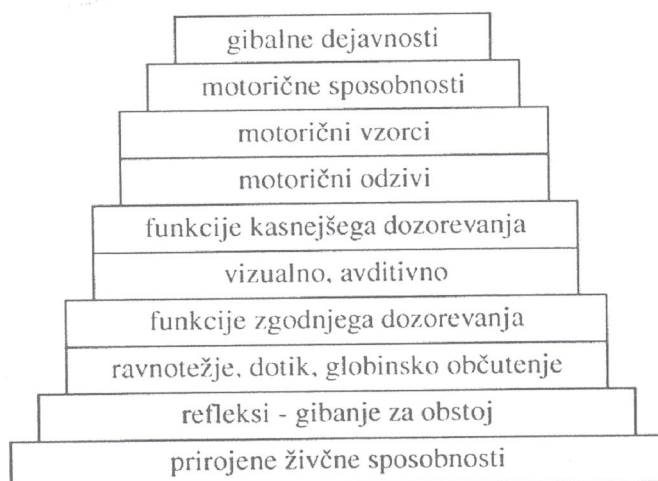 gibalne dejavnosti
motorične sposobnosti
motorični vzorci
motorični odzivi
funkcije kasnejšega dozorevanja
vizualno, avditivno
funkcije zgodnjega dozorevanja
ravnotežje, dotik, globinsko občutenje
refleksi - gibanje za obstoj
prirojene živčne sposobnosti